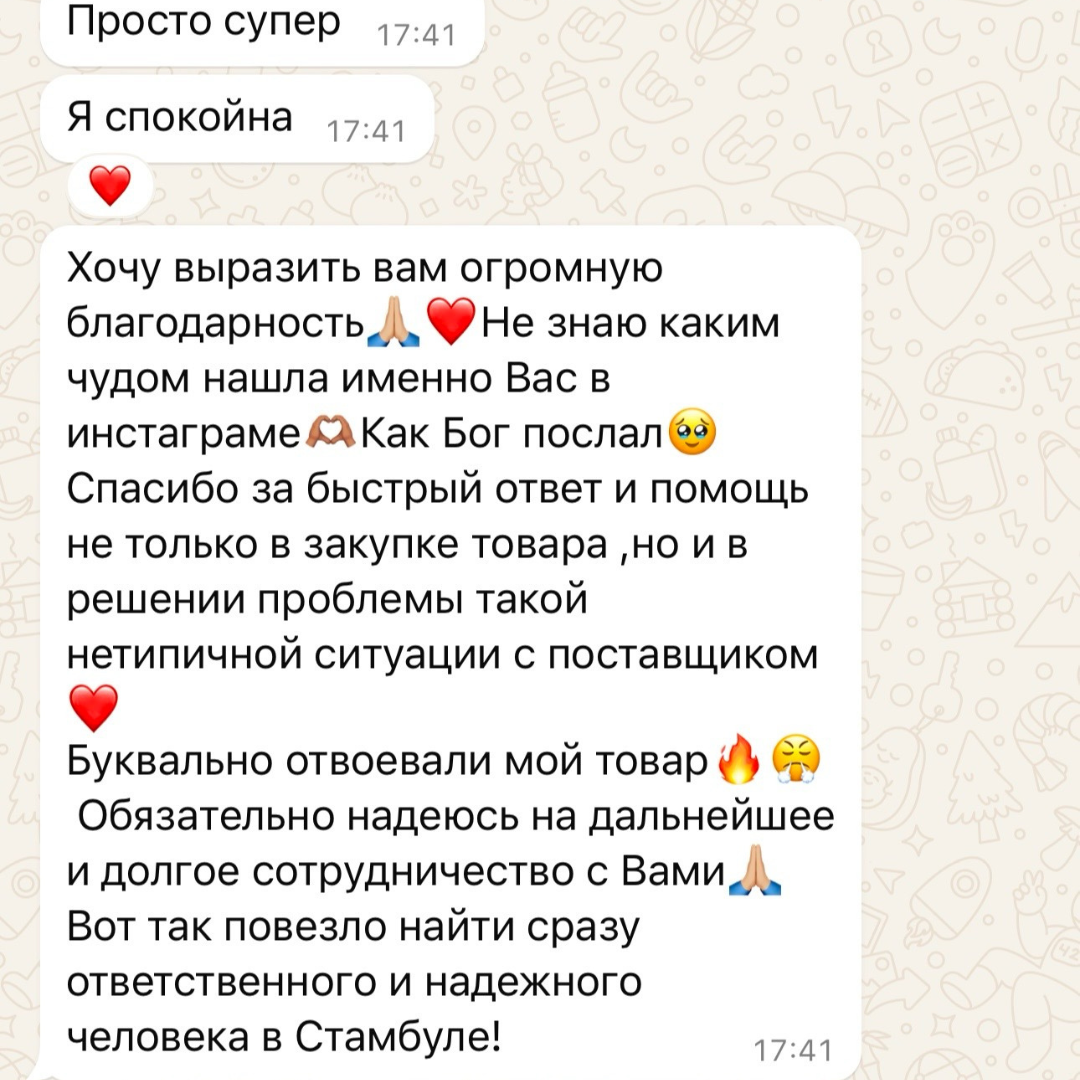 Просто супер 17:41
Я спокойна 17:41
❤️
Хочу выразить вам огромную
благодарность🙏🏼❤️Не знаю каким
чудом нашла именно Вас в
инстаграме🫶🏽Как Бог послал🥹
Спасибо за быстрый ответ и помощь
не только в закупке товара ,но и в
решении проблемы такой
нетипичной ситуации с поставщиком
❤️
Буквально отвоевали мой товар🔥😤
Обязательно надеюсь на дальнейшее
и долгое сотрудничество с Вами🙏🏼
Вот так повезло найти сразу
ответственного и надежного
человека в Стамбуле! 17:41